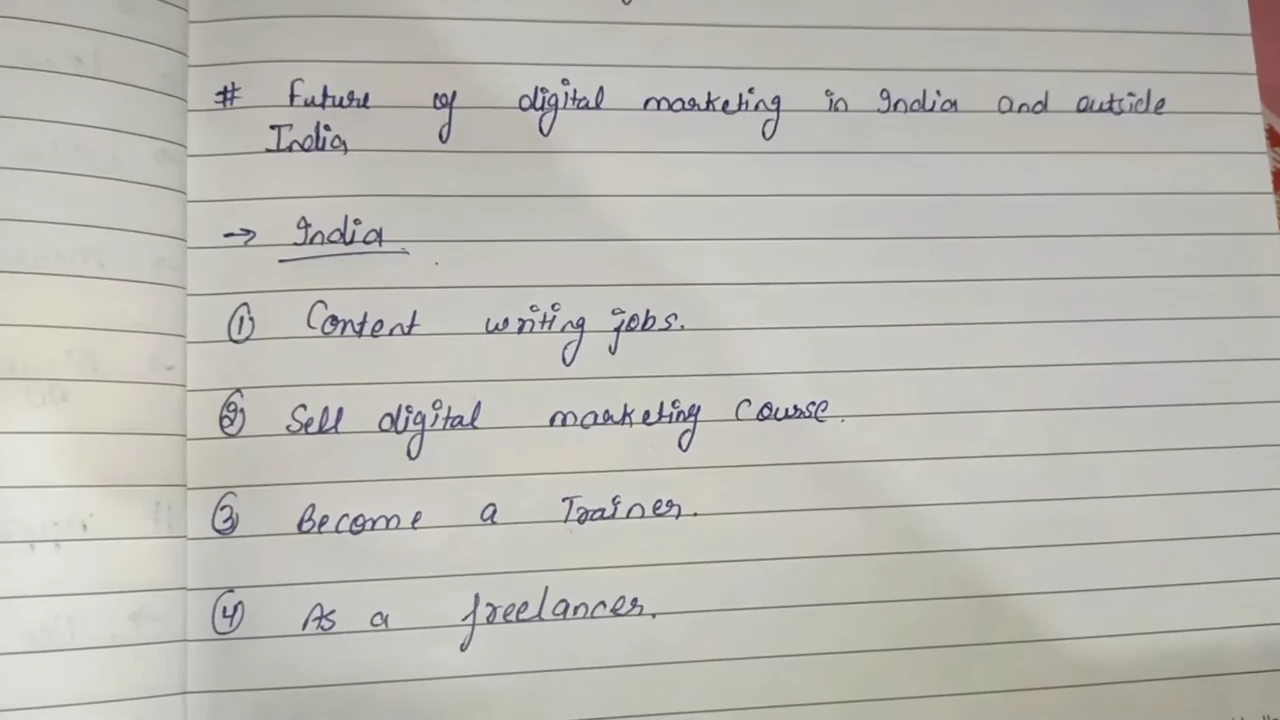 # Future of digital marketing in India and outside
India
→ India
① Content writing jobs.
② Sell digital marketing course.
③ Become a Trainer.
④ As a freelancer.